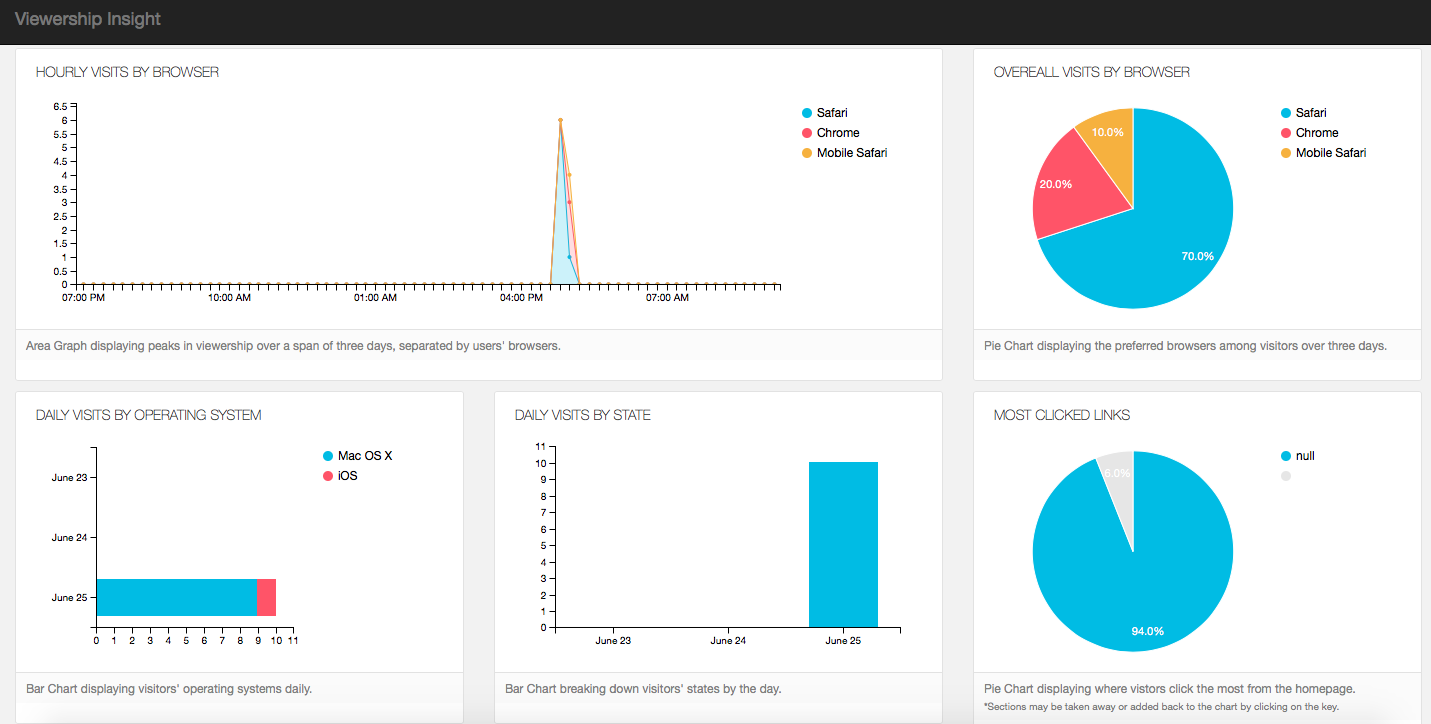 Viewership Insight
HOURLY VISITS BY BROWSER
6.5
6
5.5
5
4.5
4
3.5
3
2.5
2
1.5
1
0.5
0
07:00 PM 10:00 AM 01:00 AM 04:00 PM 07:00 AM
Safari
Chrome
Mobile Safari
Area Graph displaying peaks in viewership over a span of three days, separated by users' browsers.
OVEREALL VISITS BY BROWSER
10.0%
20.0%
70.0%
Safari
Chrome
Mobile Safari
Pie Chart displaying the preferred browsers among visitors over three days.
DAILY VISITS BY OPERATING SYSTEM
June 23
June 24
June 25
0 1 2 3 4 5 6 7 8 9 10 11
Mac OS X
iOS
Bar Chart displaying visitors' operating systems daily.
DAILY VISITS BY STATE
11
10
9
8
7
6
5
4
3
2
1
0
June 23 June 24 June 25
Bar Chart breaking down visitors' states by the day.
MOST CLICKED LINKS
6.0%
94.0%
null
Pie Chart displaying where vistors click the most from the homepage.
*Sections may be taken away or added back to the chart by clicking on the key.